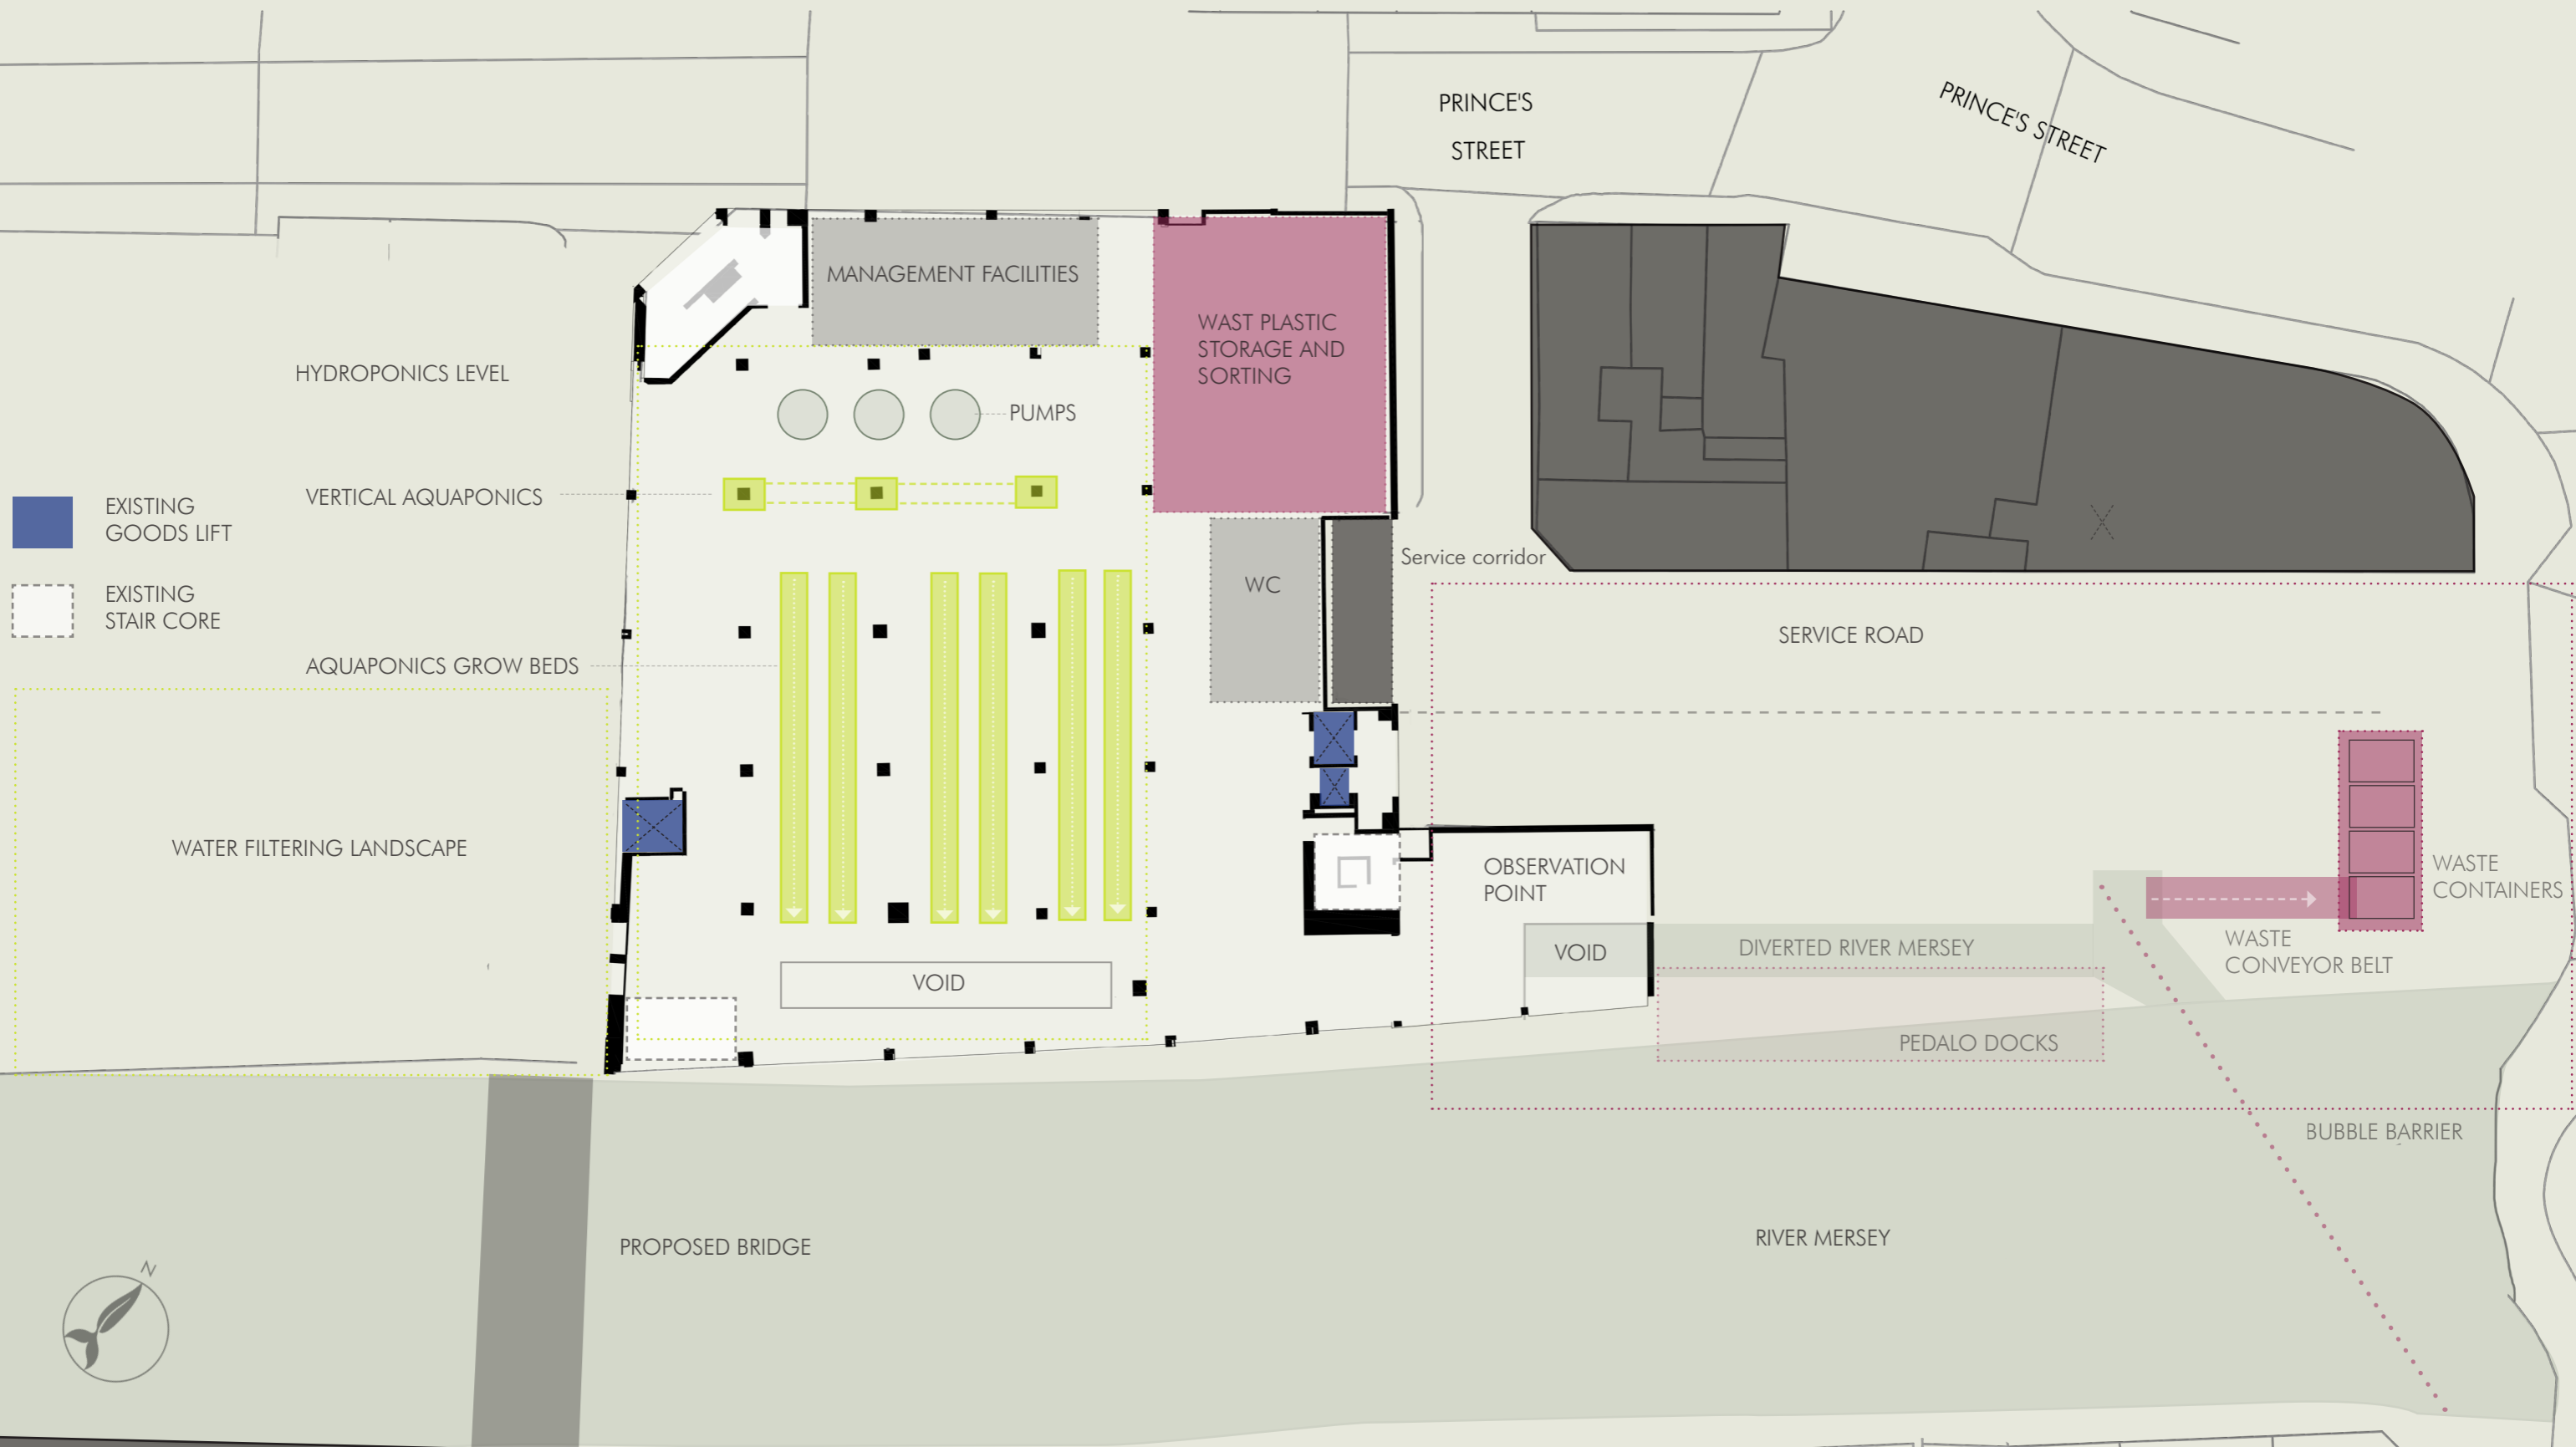 PRINCE'S
STREET
PRINCE'S STREET
MANAGEMENT FACILITIES
WAST PLASTIC
STORAGE AND
SORTING
HYDROPONICS LEVEL
PUMPS
VERTICAL AQUAPONICS
EXISTING
GOODS LIFT
EXISTING
STAIR CORE
Service corridor
WC
SERVICE ROAD
AQUAPONICS GROW BEDS
WATER FILTERING LANDSCAPE
OBSERVATION
POINT
WASTE
CONTAINERS
VOID
DIVERTED RIVER MERSEY
WASTE
CONVEYOR BELT
VOID
PEDALO DOCKS
BUBBLE BARRIER
PROPOSED BRIDGE
RIVER MERSEY
N